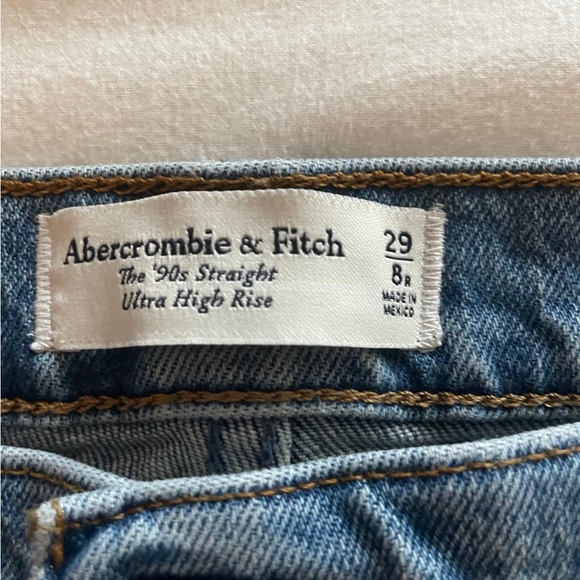 Abercrombie & Fitch
The '90s Straight
Ultra High Rise
29
8R
MADE IN
MEXICO